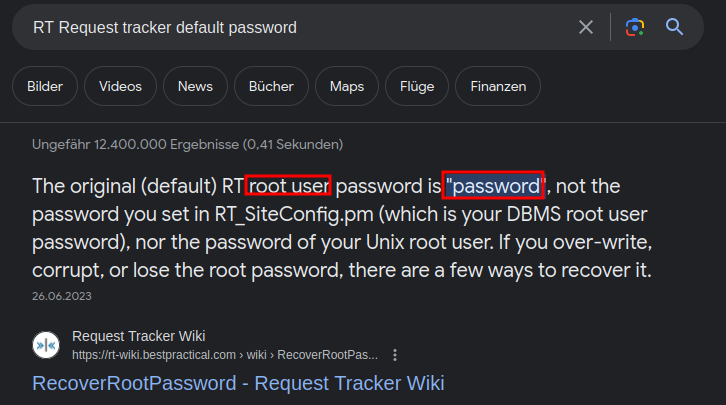 RT Request tracker default password
Bilder Videos News Bücher Maps Flüge Finanzen
Ungefähr 12.400.000 Ergebnisse (0,41 Sekunden)
The original (default) RT root user password is "password", not the
password you set in RT_SiteConfig.pm (which is your DBMS root user
password), nor the password of your Unix root user. If you over-write,
corrupt, or lose the root password, there are a few ways to recover it.
26.06.2023
Request Tracker Wiki
https://rt-wiki.bestpractical.com › wiki › RecoverRootPas...
RecoverRootPassword - Request Tracker Wiki